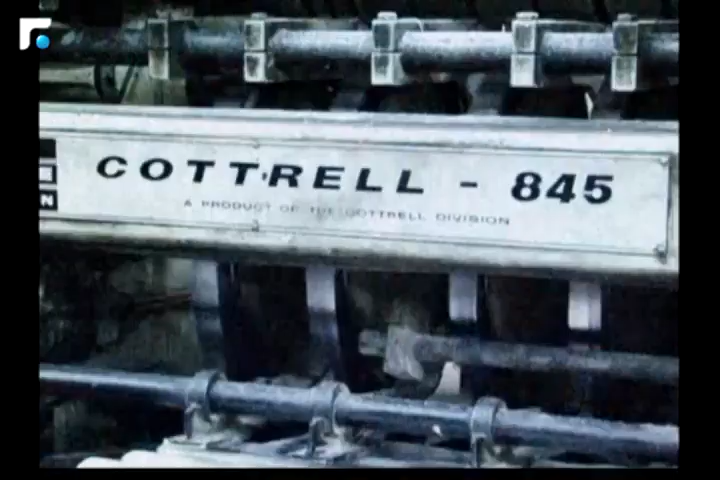 COTTRELL - 845
A PRODUCT OF THE COTTRELL DIVISION
N